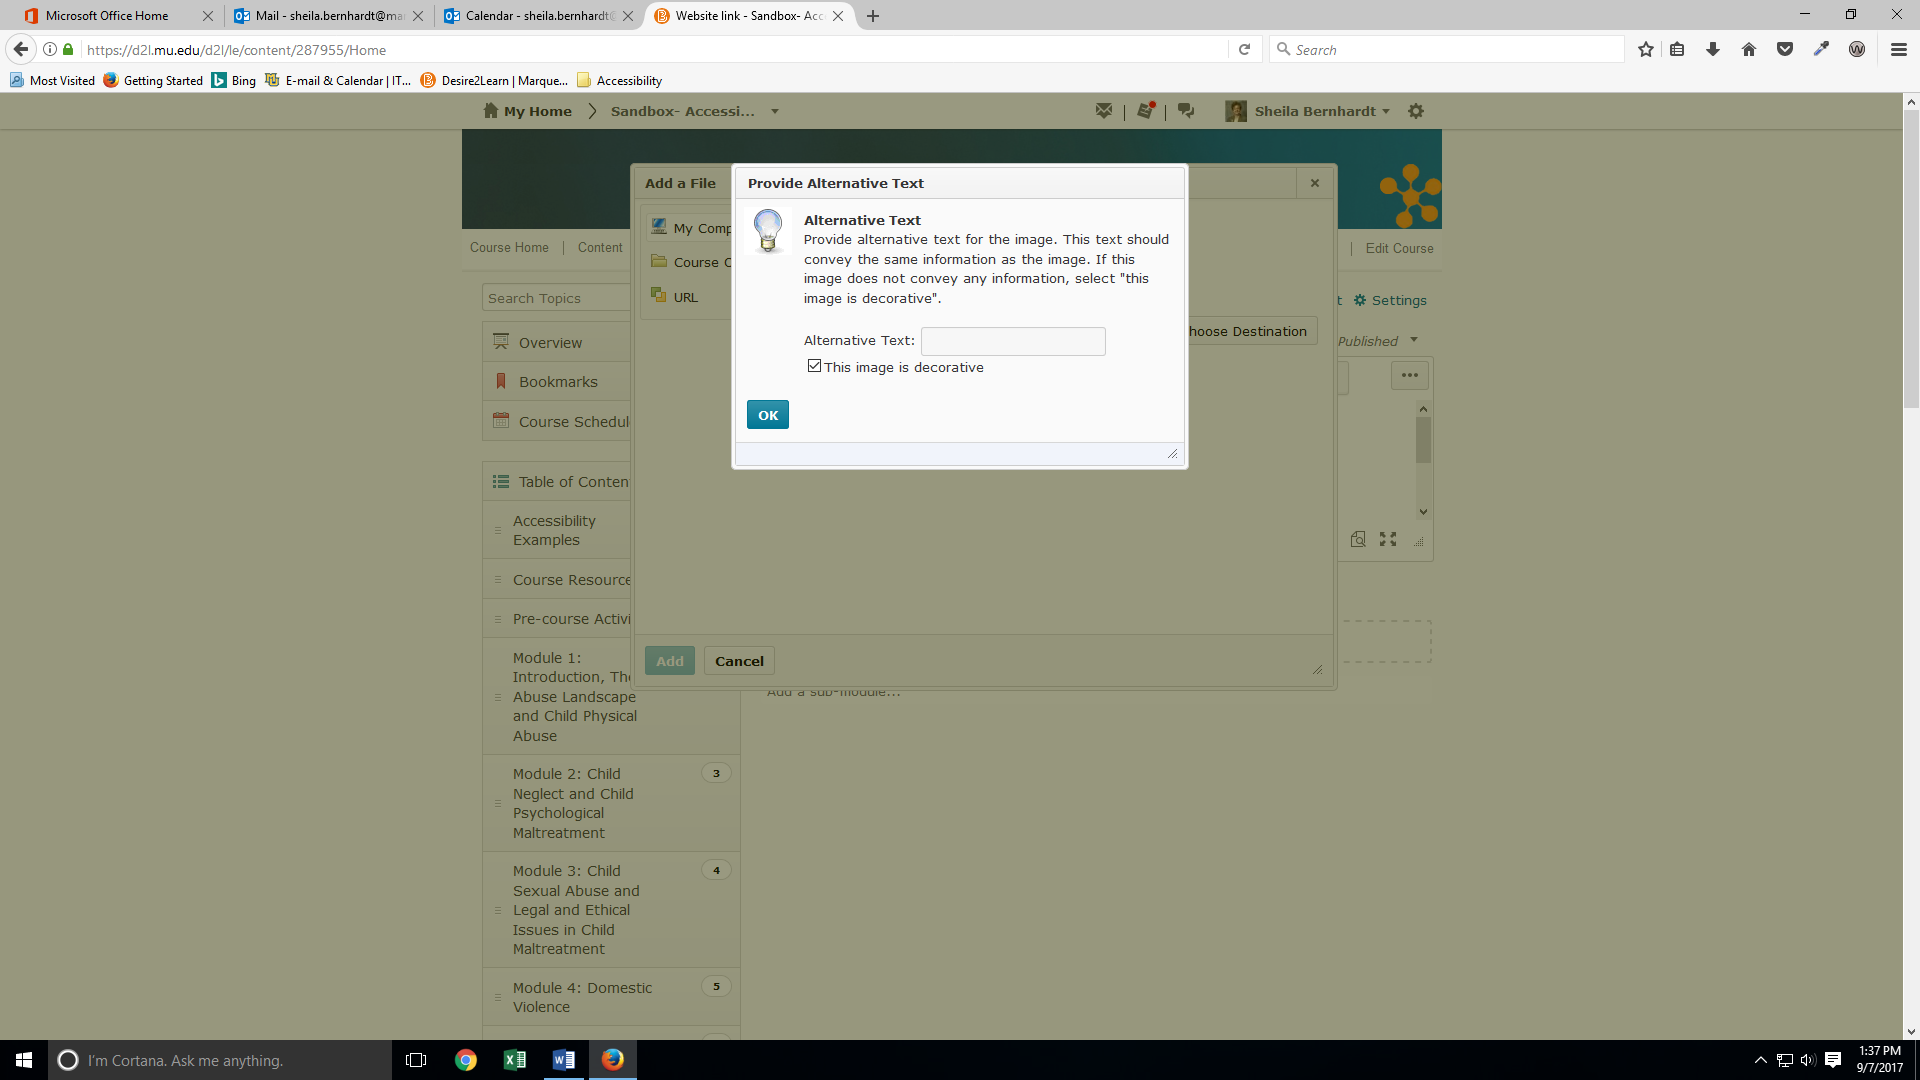 Microsoft Office Home
Mail - sheila.bernhardt@ma
Calendar - sheila.bernhardt@
Website link - Sandbox- Acc
https://d2l.mu.edu/d2l/le/content/287955/Home
Search
Most Visited
Getting Started
Bing
E-mail & Calendar | IT...
Desire2Learn | Marque...
Accessibility
My Home
Sandbox- Accessi...
Sheila Bernhardt
Course Home
Content
Edit Course
Search Topics
Settings
Overview
Bookmarks
Course Schedul
Published
Table of Conten
Accessibility
Examples
Course Resource
Pre-course Activi
Module 1:
Introduction, The
Abuse Landscape
and Child Physical
Abuse
Module 2: Child
Neglect and Child
Psychological
Maltreatment
3
Module 3: Child
Sexual Abuse and
Legal and Ethical
Issues in Child
Maltreatment
4
Module 4: Domestic
Violence
5
Add a File
My Comp
Course O
URL
hoose Destination
Add
Cancel
Add a sub-module...
Provide Alternative Text
Alternative Text
Provide alternative text for the image. This text should
convey the same information as the image. If this
image does not convey any information, select "this
image is decorative".
Alternative Text:
This image is decorative
OK
I'm Cortana. Ask me anything.
1:37 PM
9/7/2017